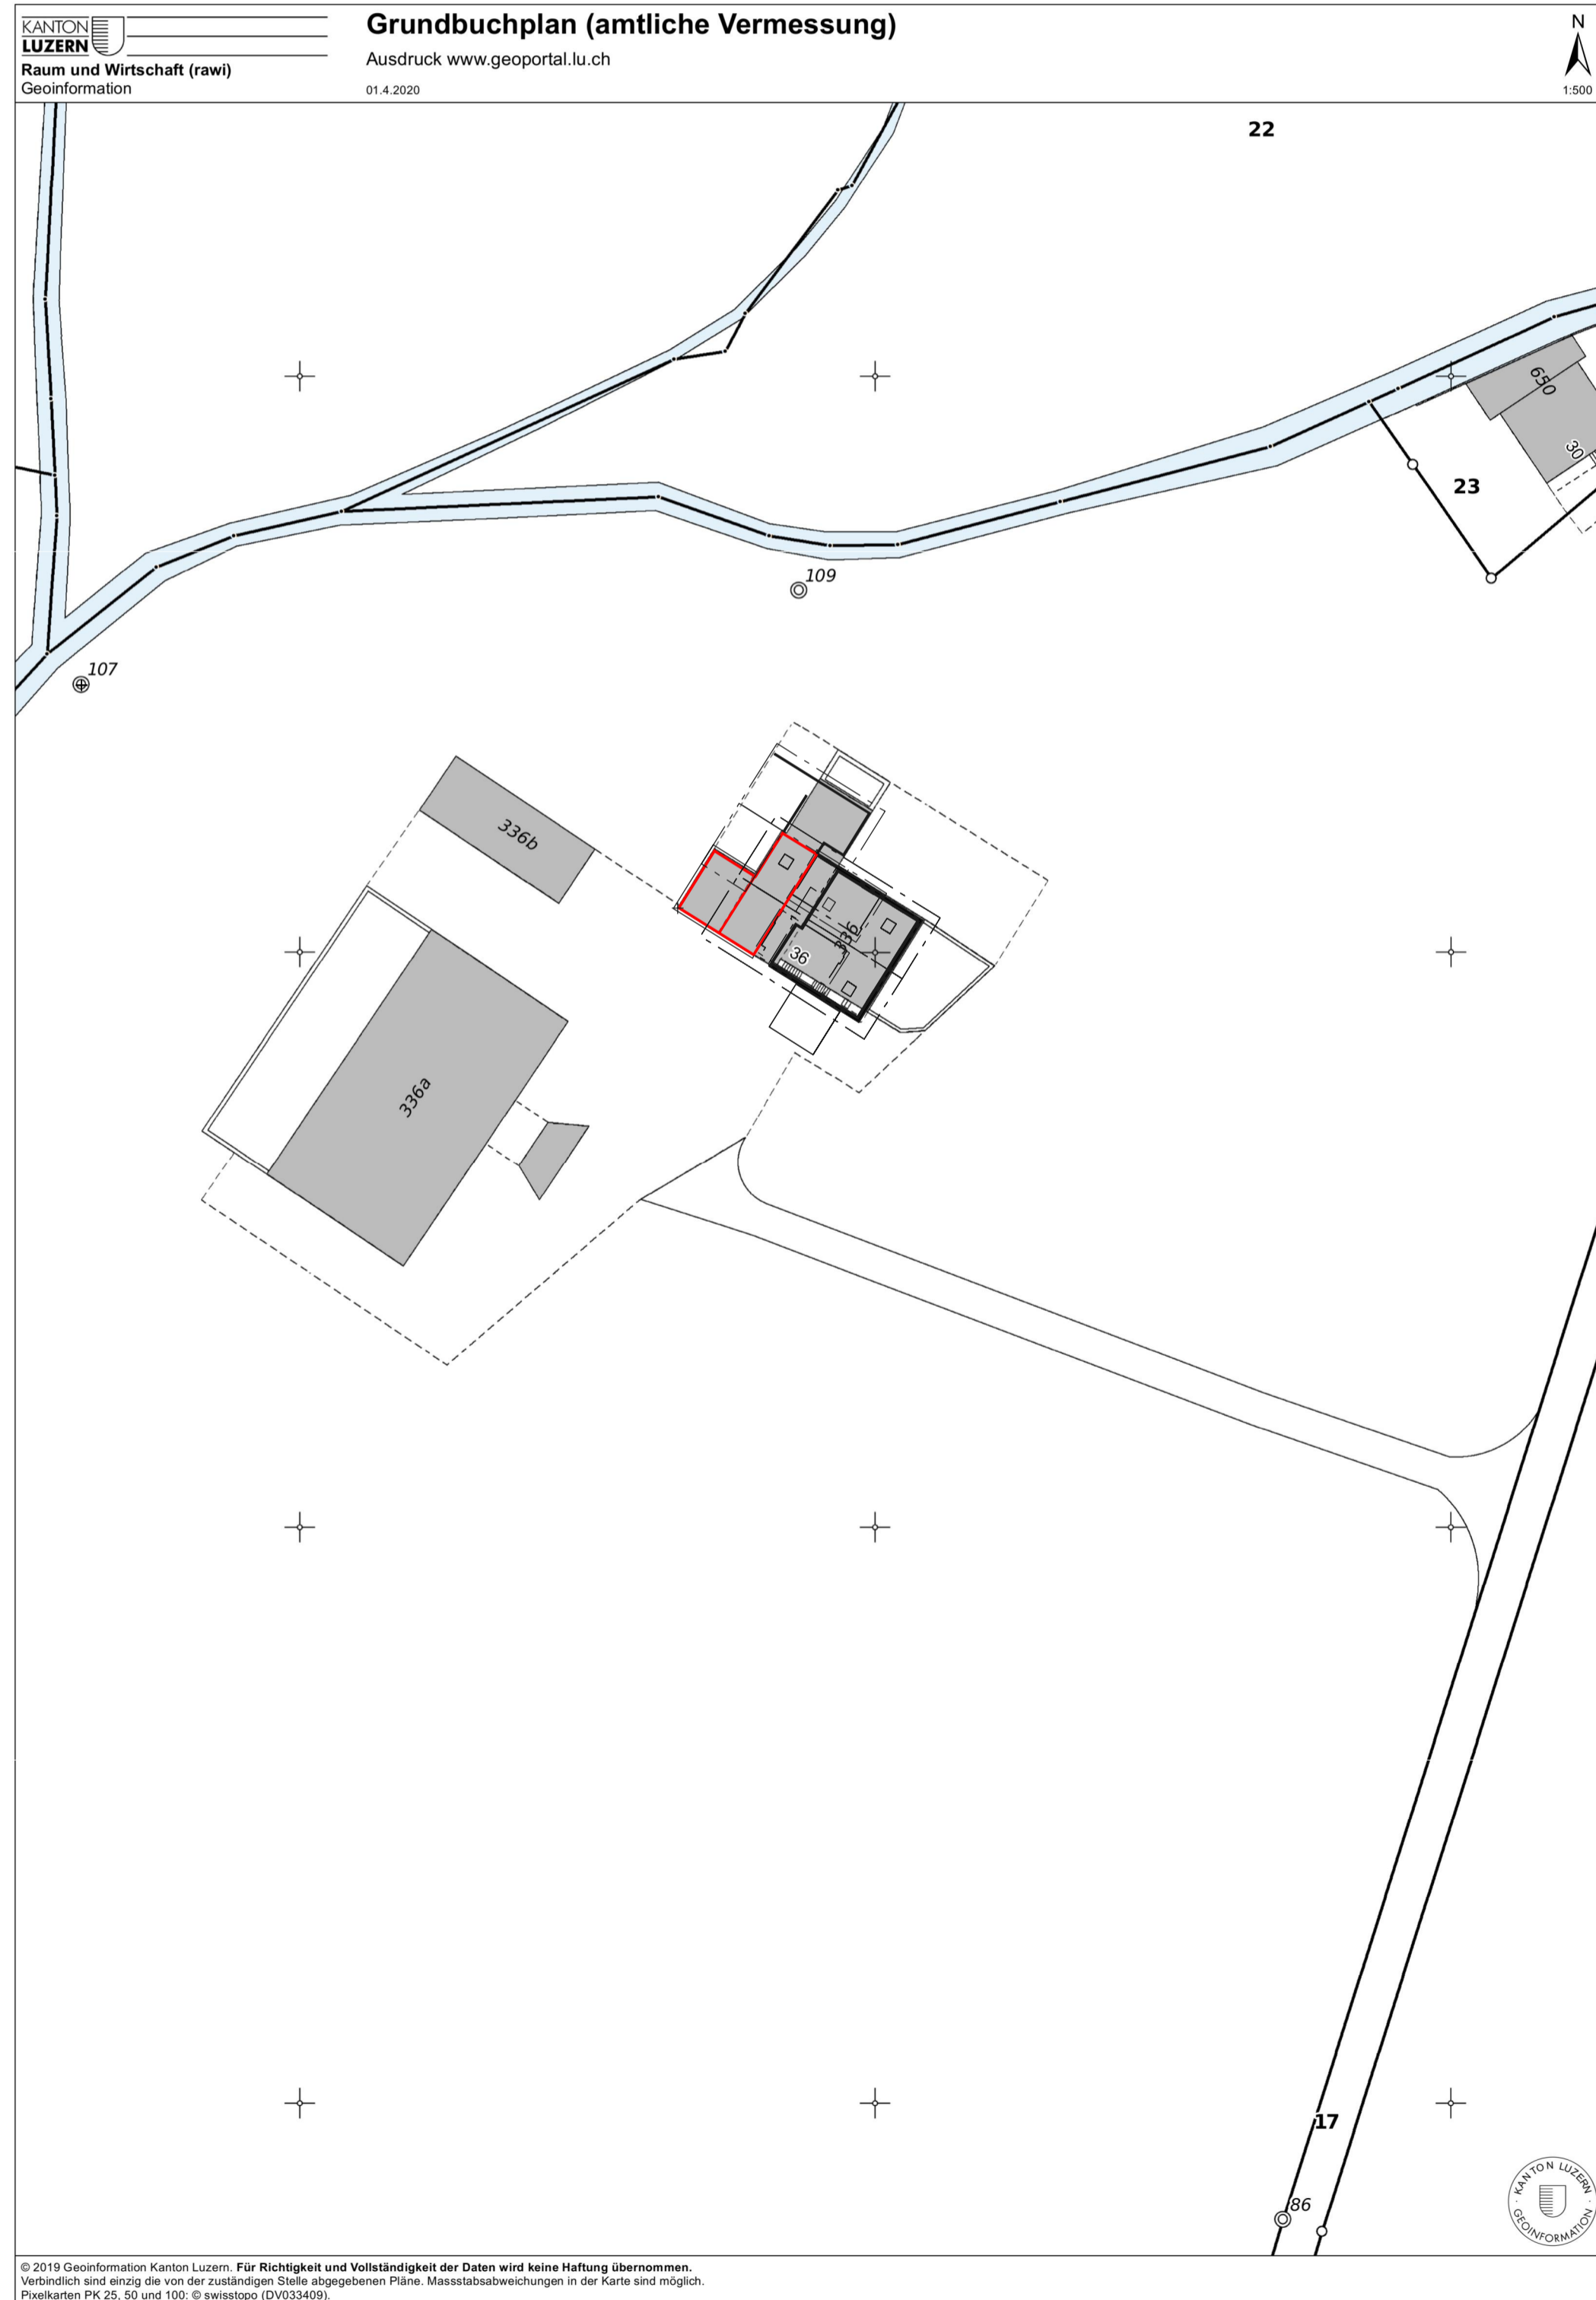 KANTON
LUZERN
Raum und Wirtschaft (rawi)
Geoinformation
Grundbuchplan (amtliche Vermessung)
Ausdruck www.geoportal.lu.ch
01.4.2020
N
1:500
22
650
30
23
109
107
336b
336
36
336a
17
86
KANTON LUZERN
GEOINFORMATION
© 2019 Geoinformation Kanton Luzern. Für Richtigkeit und Vollständigkeit der Daten wird keine Haftung übernommen.
Verbindlich sind einzig die von der zuständigen Stelle abgegebenen Pläne. Massstabsabweichungen in der Karte sind möglich.
Pixelkarten PK 25, 50 und 100: © swisstopo (DV033409).